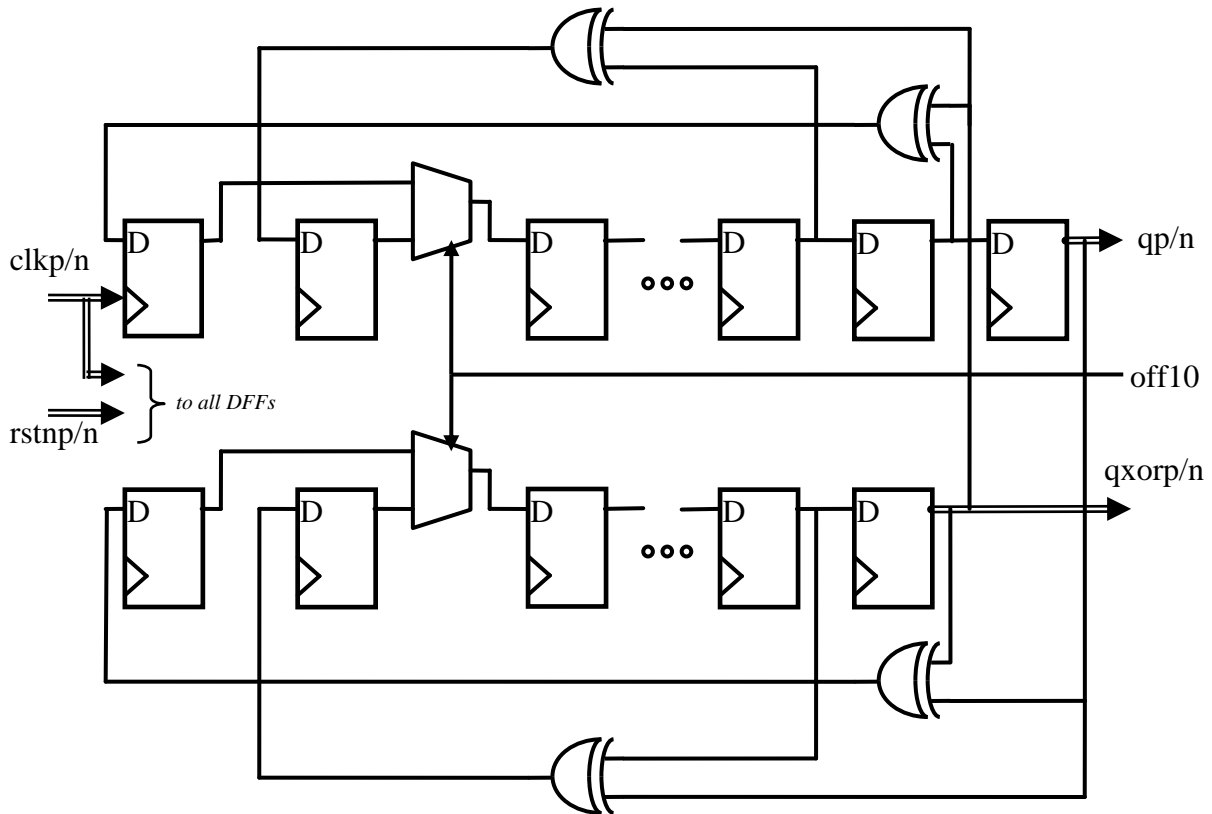 D D D D D D
clkp/n
qp/n
off10
to all DFFs
rstnp/n
qxorp/n
D D D D D